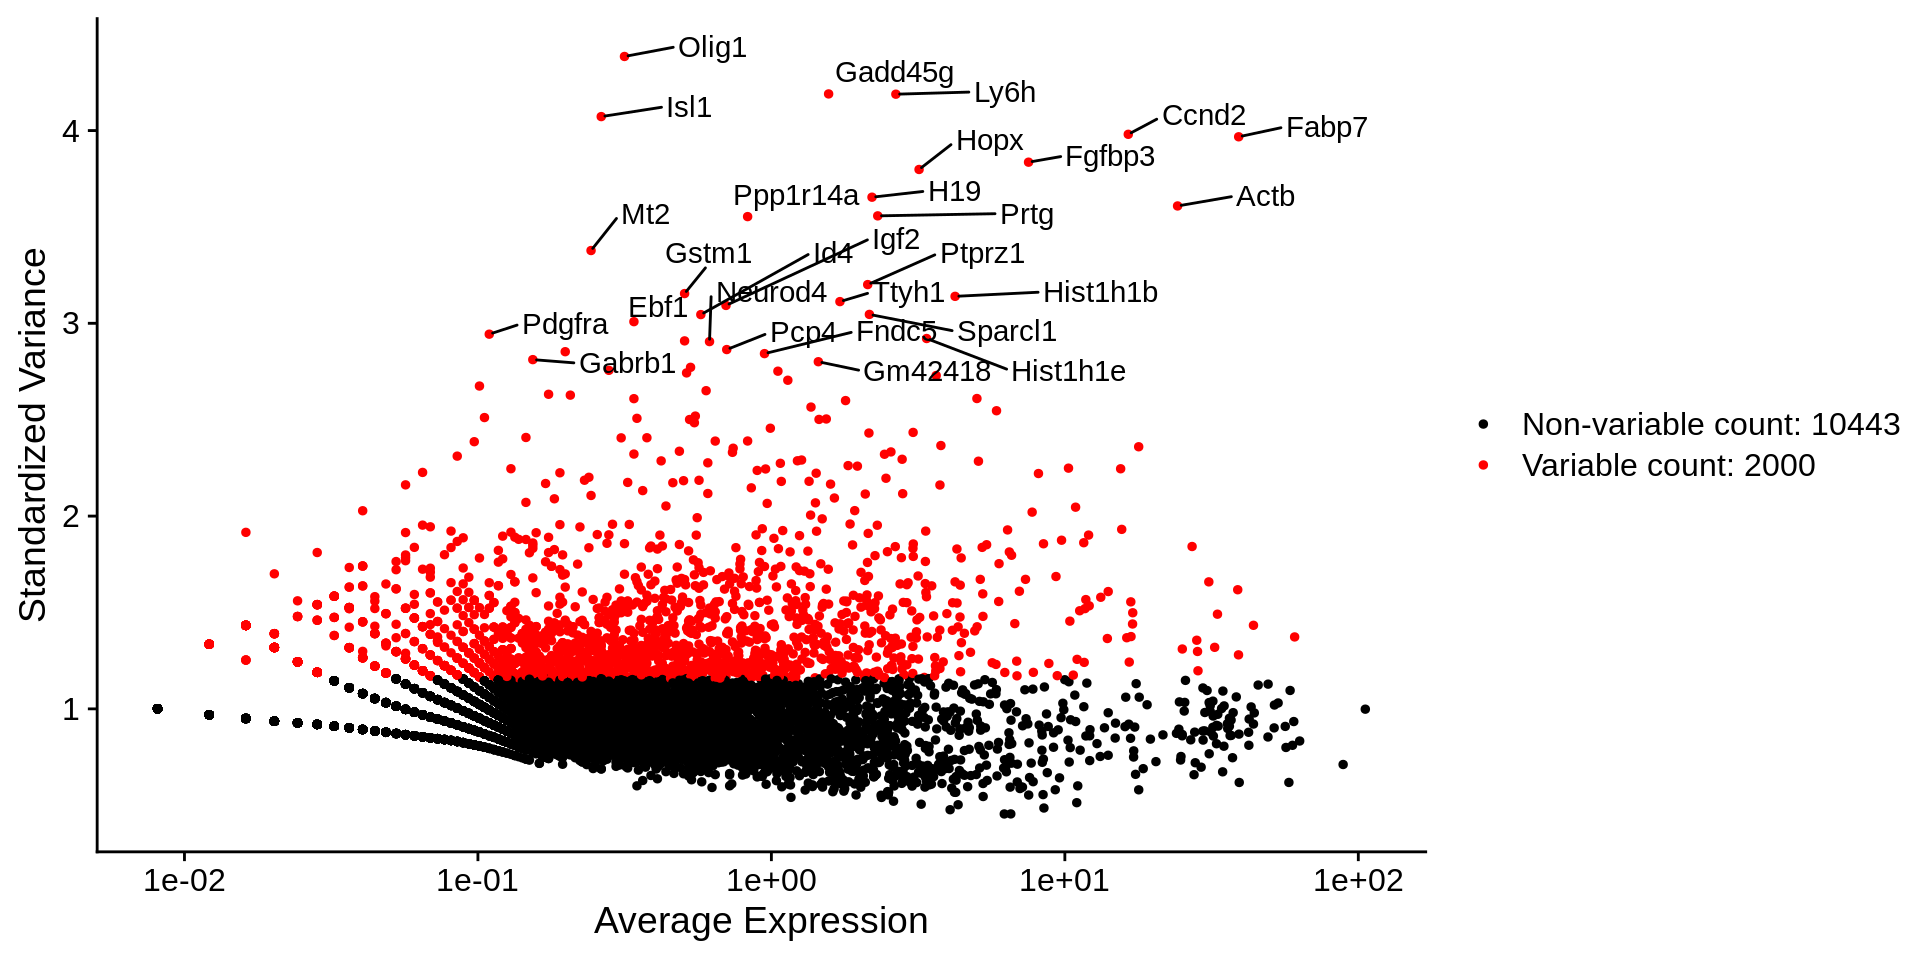 Olig1
Gadd45g
Ly6h
Isl1
Ccnd2
Fabp7
Hopx
Fgfbp3
Ppp1r14a
H19
Actb
Mt2
Prtg
Gstm1
Id4
Igf2
Ptprz1
Ebf1
Neurod4
Ttyh1
Hist1h1b
Pdgfra
Pcp4
Fndc5
Sparcl1
Gabrb1
Gm42418
Hist1h1e
4
3
2
1
Standardized Variance
1e-02
1e-01
1e+00
1e+01
1e+02
Average Expression
Non-variable count: 10443
Variable count: 2000